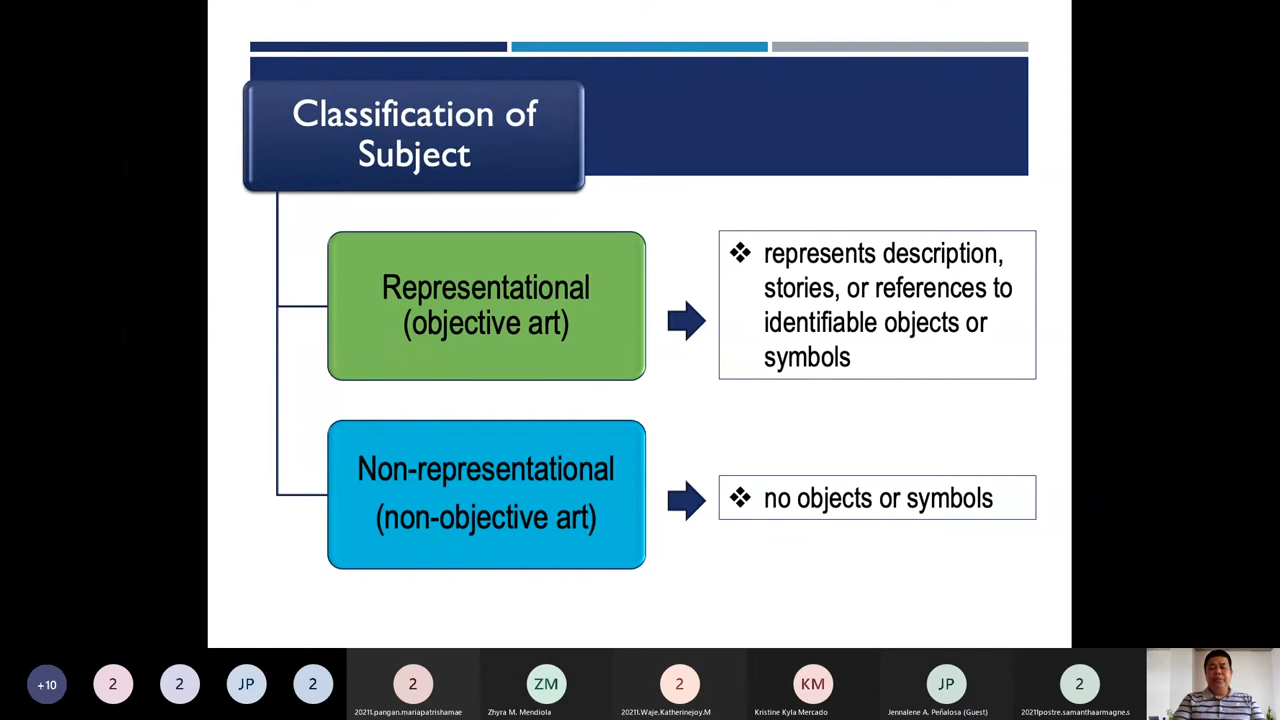 Classification of
Subject
Representational
(objective art)
❖ represents description,
stories, or references to
identifiable objects or
symbols
Non-representational
(non-objective art)
❖ no objects or symbols
+10
2
2
JP
2
2
ZM
2
KM
JP
2
20211.pangan.mariapatrishamae
Zhyra M. Mendiola
20211.Waje.Katherinejoy.M
Kristine Kyla Mercado
Jennalene A. Peñalosa (Guest)
20211postre.samanthaarmagne.s